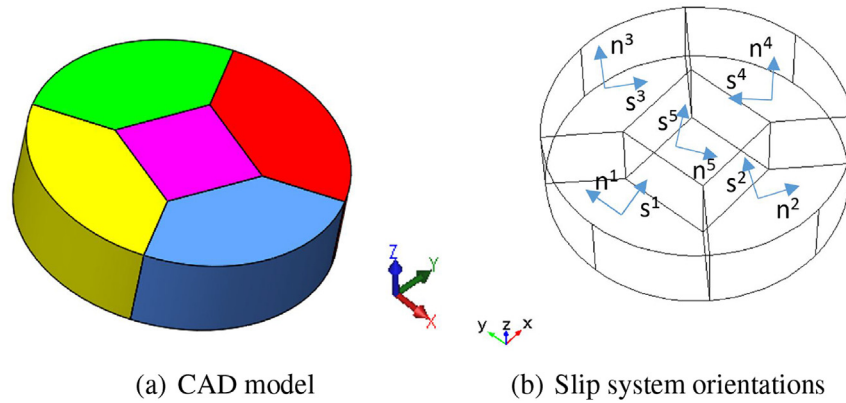 n³ n⁴
s³ s⁴
s⁵
n¹ s¹ n⁵ s² n²
Z
Y
X
y z x
(a) CAD model
(b) Slip system orientations